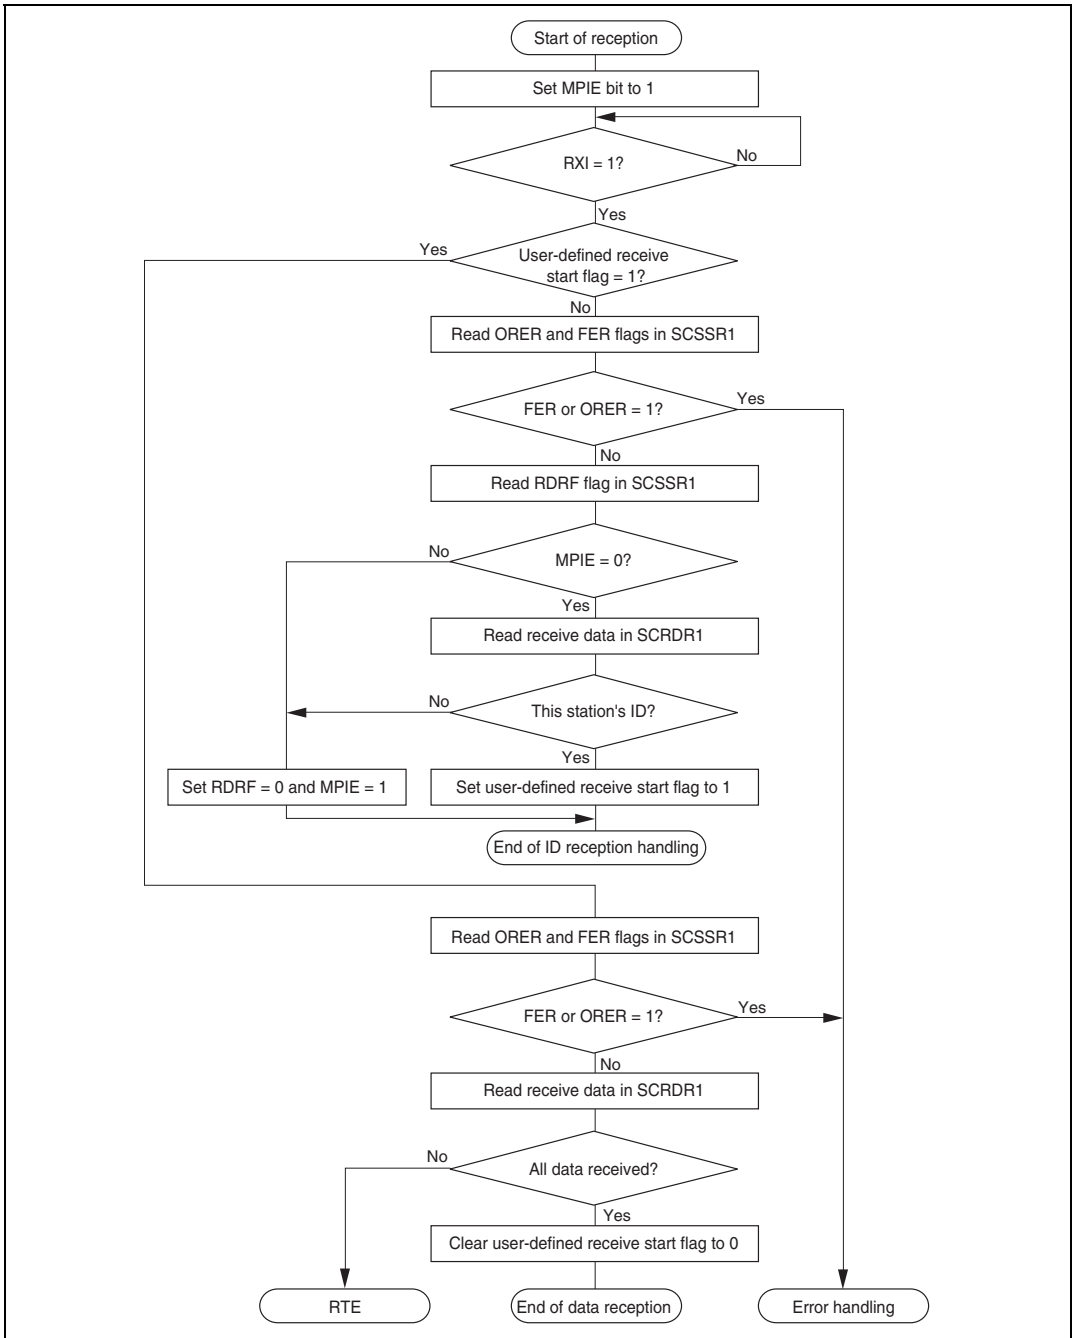 Start of reception
Set MPIE bit to 1
RXI = 1?
No
Yes
Yes
User-defined receive
start flag = 1?
No
Read ORER and FER flags in SCSSR1
FER or ORER = 1?
Yes
No
Read RDRF flag in SCSSR1
No
MPIE = 0?
Yes
Read receive data in SCRDR1
No
This station's ID?
Yes
Set RDRF = 0 and MPIE = 1
Set user-defined receive start flag to 1
End of ID reception handling
Read ORER and FER flags in SCSSR1
FER or ORER = 1?
Yes
No
Read receive data in SCRDR1
No
All data received?
Yes
Clear user-defined receive start flag to 0
RTE
End of data reception
Error handling